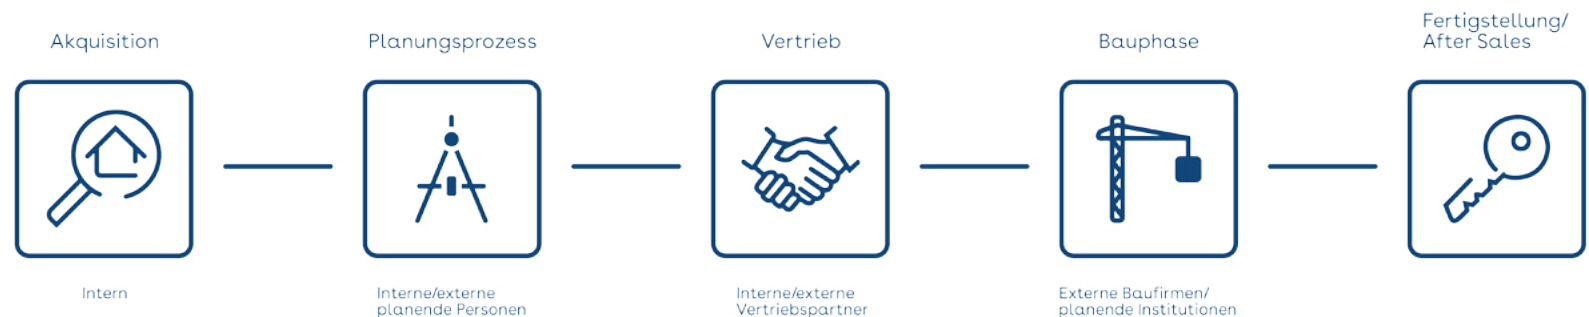 Akquisition
Planungsprozess
Vertrieb
Bauphase
Fertigstellung/
After Sales
Intern
Interne/externe
planende Personen
Interne/externe
Vertriebspartner
Externe Baufirmen/
planende Institutionen